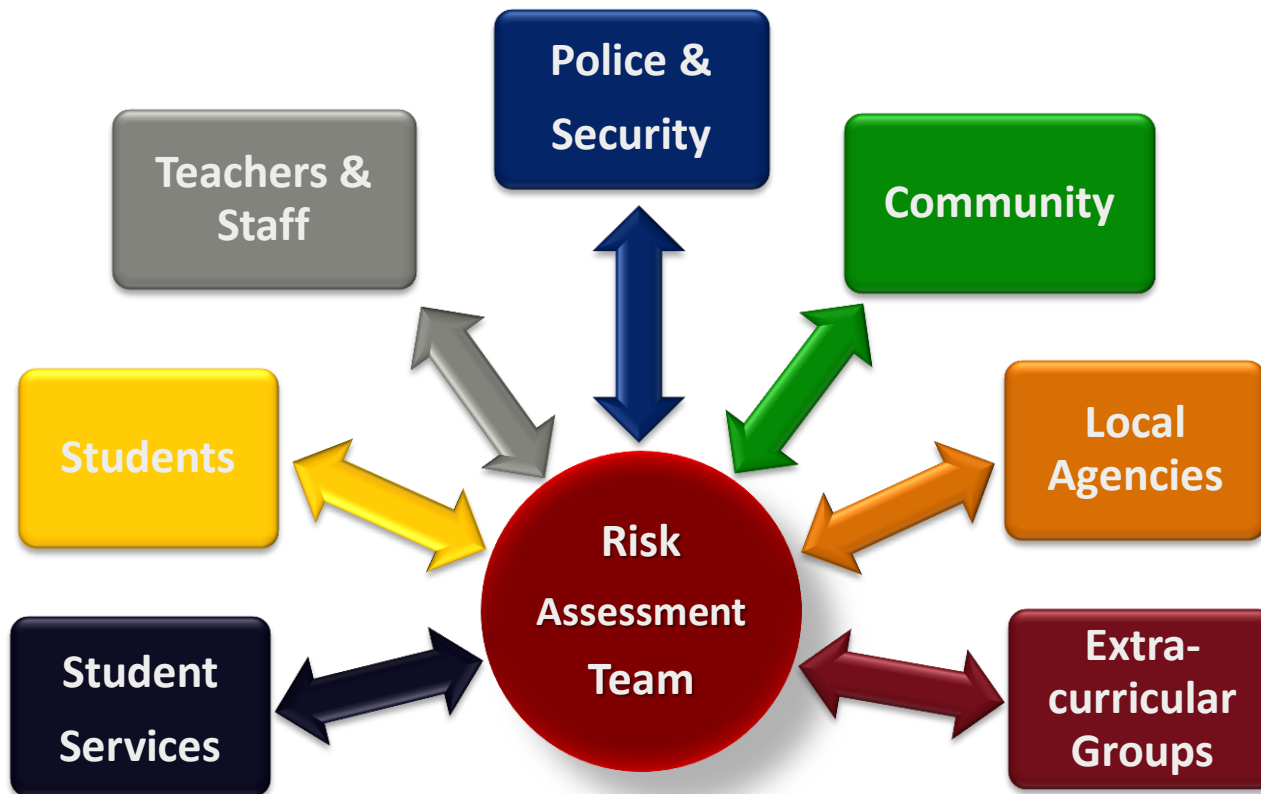 Police &
Security
Teachers &
Staff
Community
Students
Local
Agencies
Risk
Assessment
Team
Student
Services
Extra-
curricular
Groups